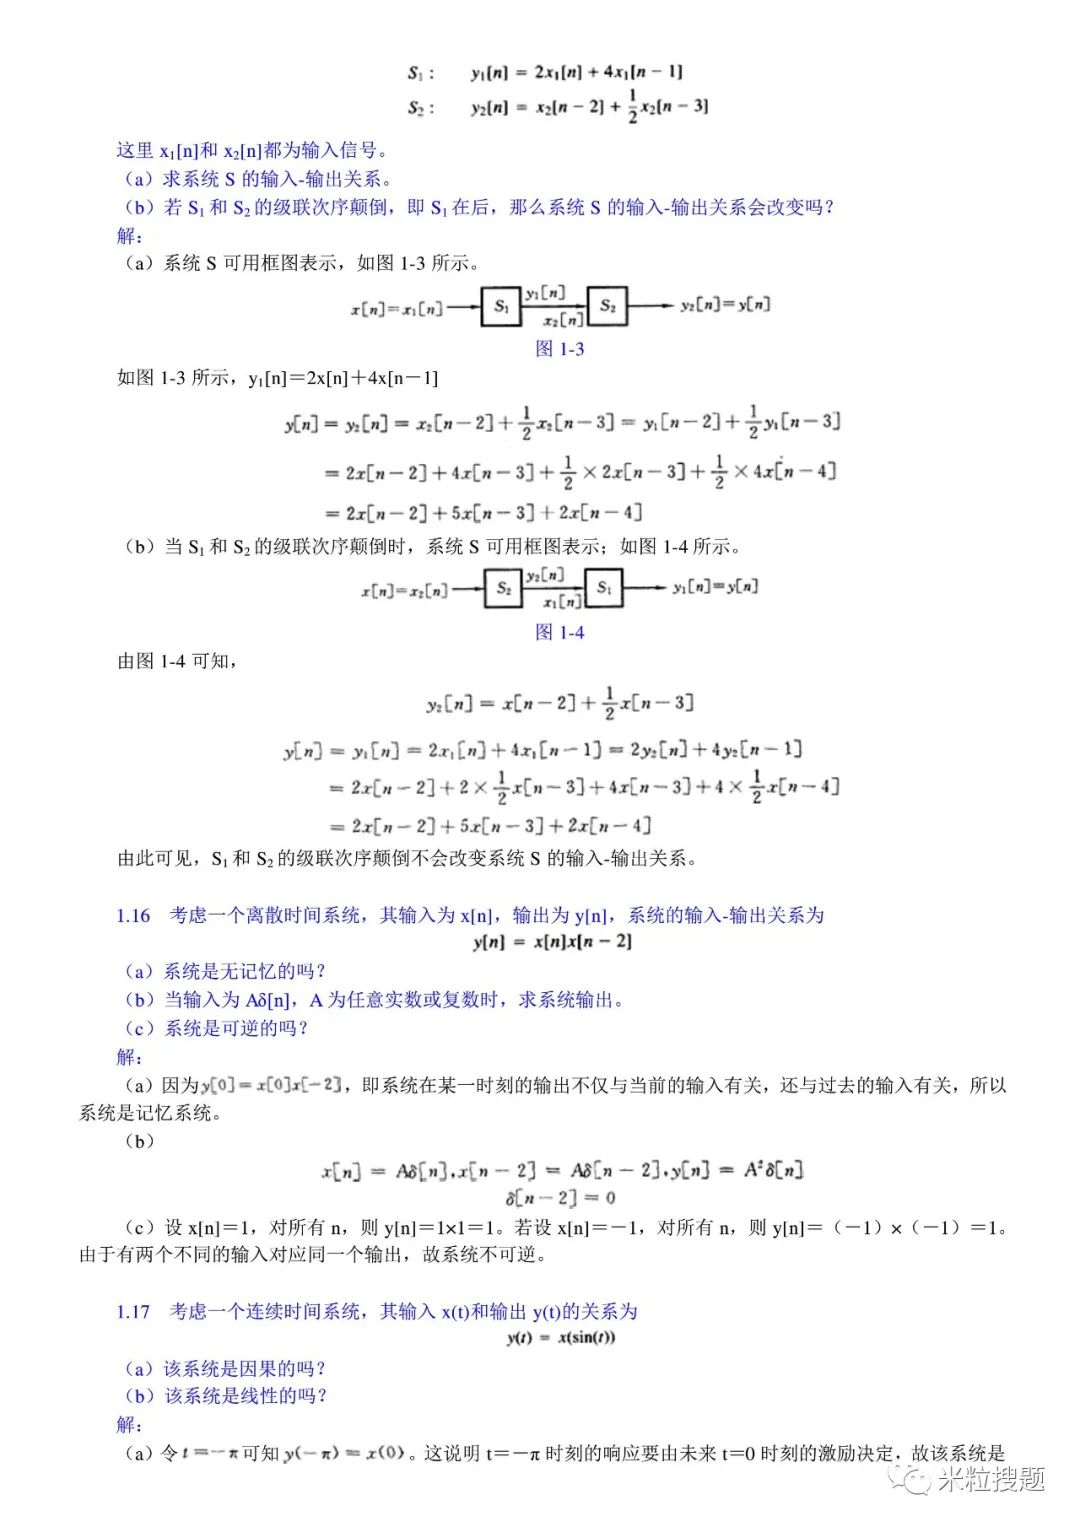 S₁： y₁[n] = 2x₁[n] + 4x₁[n − 1]
S₂： y₂[n] = x₂[n − 2] + 1/2 x₂[n − 3]
这里 x₁[n]和 x₂[n]都为输入信号。
（a）求系统 S 的输入-输出关系。
（b）若 S₁ 和 S₂ 的级联次序颠倒，即 S₁ 在后，那么系统 S 的输入-输出关系会改变吗？
解：
（a）系统 S 可用框图表示，如图 1-3 所示。
x[n]=x₁[n] S₁ y₁[n] x₂[n] S₂ y₂[n]=y[n]
图 1-3
如图 1-3 所示，y₁[n]＝2x[n]＋4x[n－1]
y[n] = y₂[n] = x₂[n−2] + 1/2 x₂[n−3] = y₁[n−2] + 1/2 y₁[n−3]
= 2x[n−2] + 4x[n−3] + 1/2 × 2x[n−3] + 1/2 × 4x[n−4]
= 2x[n−2] + 5x[n−3] + 2x[n−4]
（b）当 S₁ 和 S₂ 的级联次序颠倒时，系统 S 可用框图表示；如图 1-4 所示。
x[n]=x₂[n] S₂ y₂[n] x₁[n] S₁ y₁[n]=y[n]
图 1-4
由图 1-4 可知，
y₂[n] = x[n−2] + 1/2 x[n−3]
y[n] = y₁[n] = 2x₁[n] + 4x₁[n−1] = 2y₂[n] + 4y₂[n−1]
= 2x[n−2] + 2 × 1/2 x[n−3] + 4x[n−3] + 4 × 1/2 x[n−4]
= 2x[n−2] + 5x[n−3] + 2x[n−4]
由此可见，S₁ 和 S₂ 的级联次序颠倒不会改变系统 S 的输入-输出关系。
1.16 考虑一个离散时间系统，其输入为 x[n]，输出为 y[n]，系统的输入-输出关系为
y[n] = x[n]x[n − 2]
（a）系统是无记忆的吗？
（b）当输入为 Aδ[n]，A 为任意实数或复数时，求系统输出。
（c）系统是可逆的吗？
解：
（a）因为y[0]=x[0]x[−2]，即系统在某一时刻的输出不仅与当前的输入有关，还与过去的输入有关，所以
系统是记忆系统。
（b）
x[n] = Aδ[n],x[n − 2] = Aδ[n − 2],y[n] = A²δ[n]
δ[n−2] = 0
（c）设 x[n]＝1，对所有 n，则 y[n]＝1×1＝1。若设 x[n]＝－1，对所有 n，则 y[n]＝（－1）×（－1）＝1。
由于有两个不同的输入对应同一个输出，故系统不可逆。
1.17 考虑一个连续时间系统，其输入 x(t)和输出 y(t)的关系为
y(t) = x(sin(t))
（a）该系统是因果的吗？
（b）该系统是线性的吗？
解：
（a）令 t=−π 可知 y(−π) = x(0)。这说明 t＝－π 时刻的响应要由未来 t＝0 时刻的激励决定，故该系统是
米粒搜题